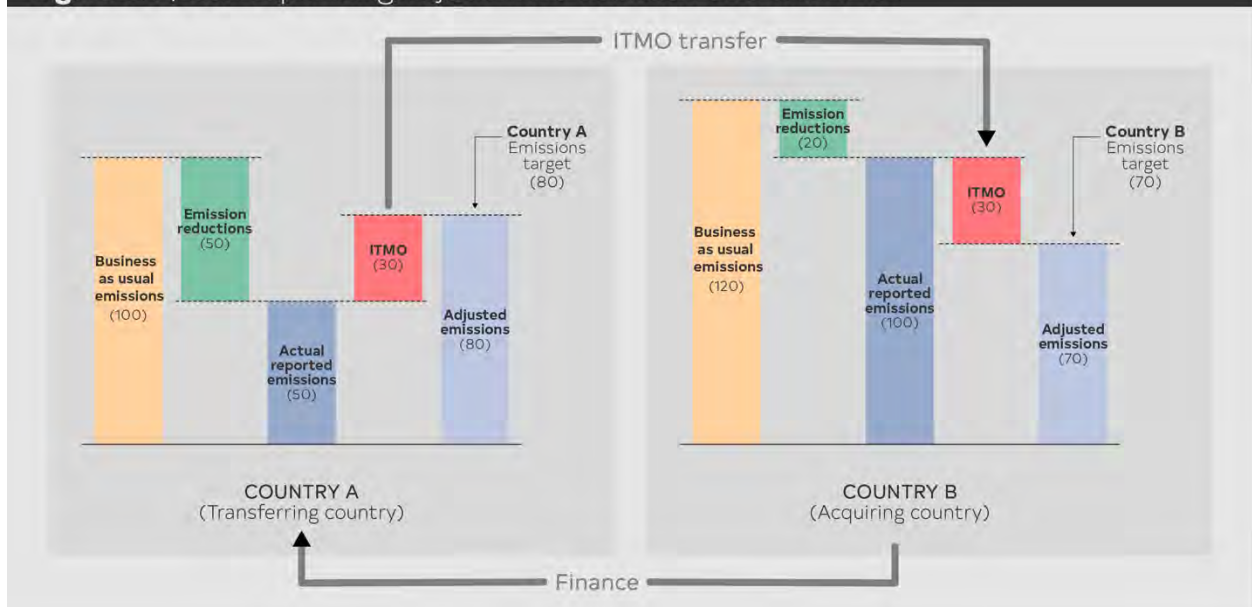 ITMO transfer
Country A
Emissions
target
(80)
Emission
reductions
(50)
Business
as usual
emissions
(100)
ITMO
(30)
Actual
reported
emissions
(50)
Adjusted
emissions
(80)
COUNTRY A
(Transferring country)
Country B
Emissions
target
(70)
Emission
reductions
(20)
Business
as usual
emissions
(120)
ITMO
(30)
Actual
reported
emissions
(100)
Adjusted
emissions
(70)
COUNTRY B
(Acquiring country)
Finance